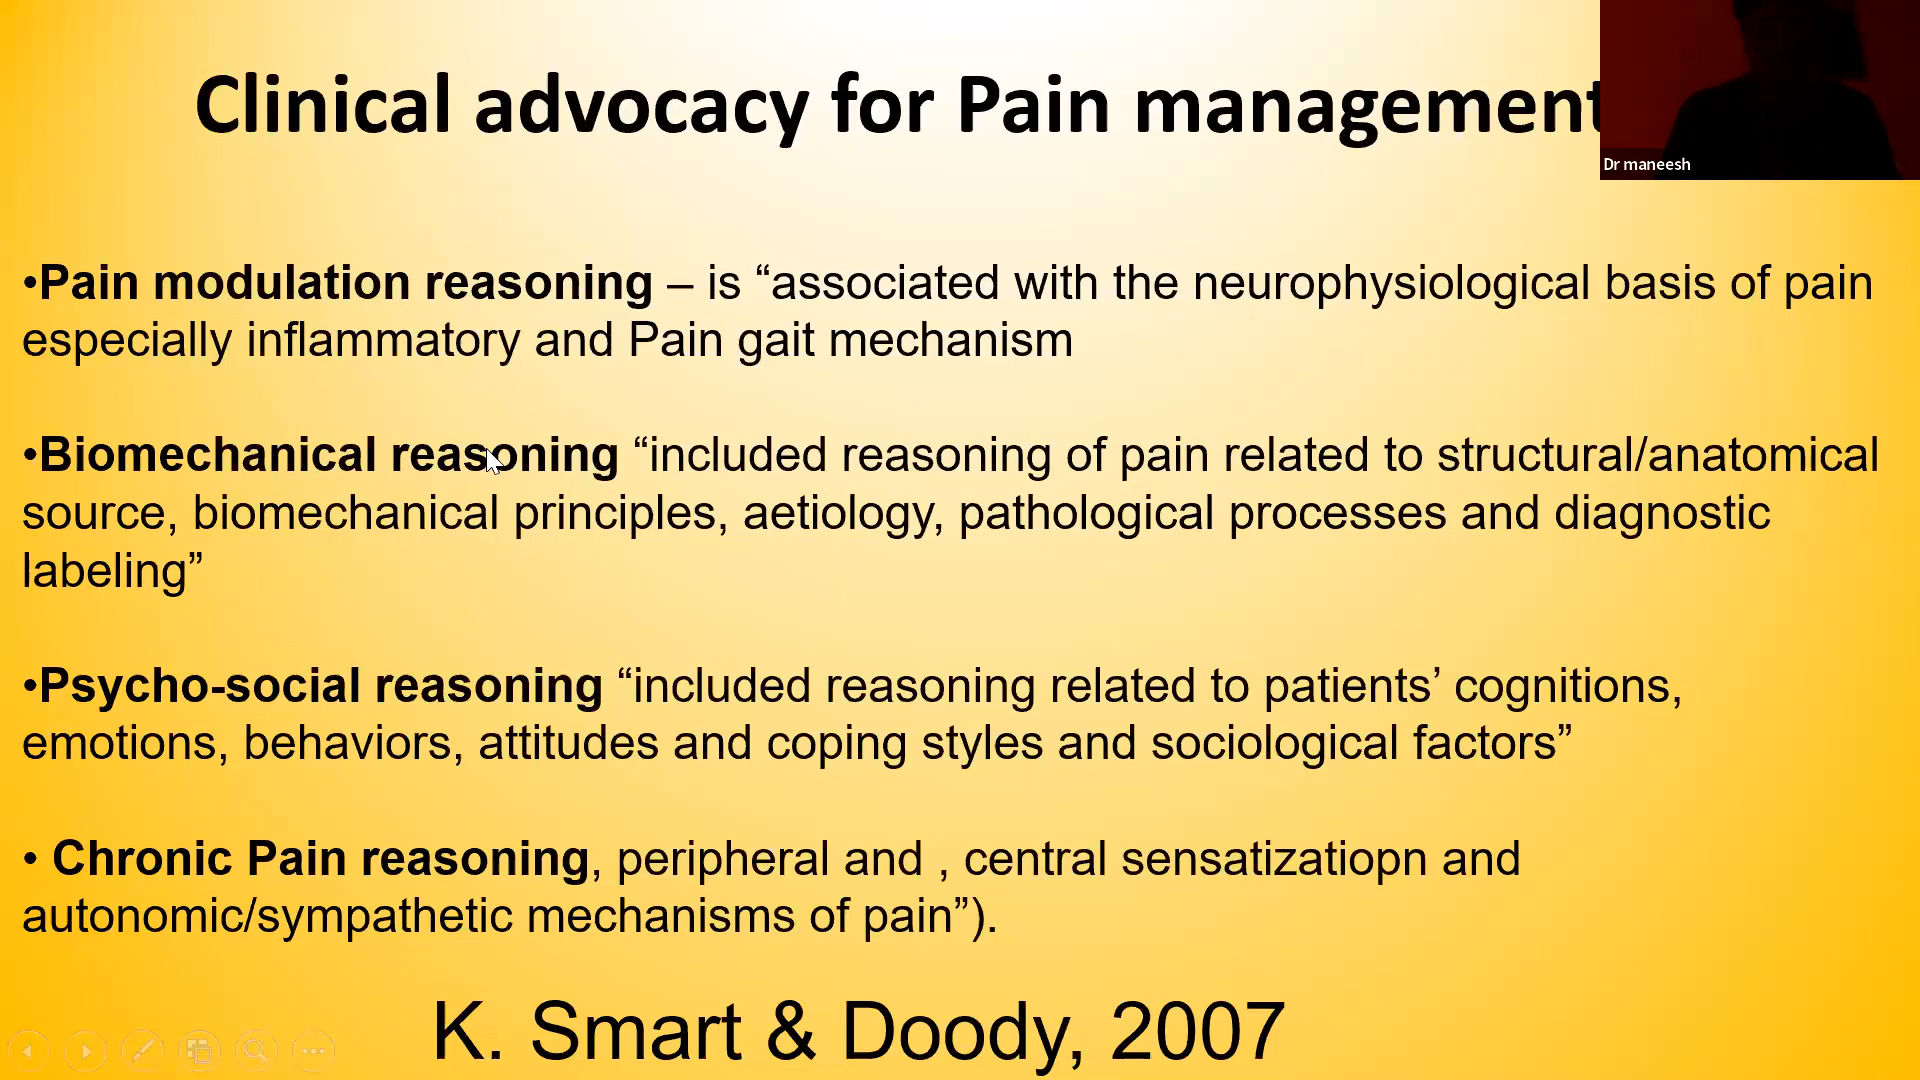 Clinical advocacy for Pain management
Dr maneesh
•Pain modulation reasoning – is “associated with the neurophysiological basis of pain
especially inflammatory and Pain gait mechanism
•Biomechanical reasoning “included reasoning of pain related to structural/anatomical
source, biomechanical principles, aetiology, pathological processes and diagnostic
labeling”
•Psycho-social reasoning “included reasoning related to patients’ cognitions,
emotions, behaviors, attitudes and coping styles and sociological factors”
• Chronic Pain reasoning, peripheral and , central sensatizatiopn and
autonomic/sympathetic mechanisms of pain”).
K. Smart & Doody, 2007